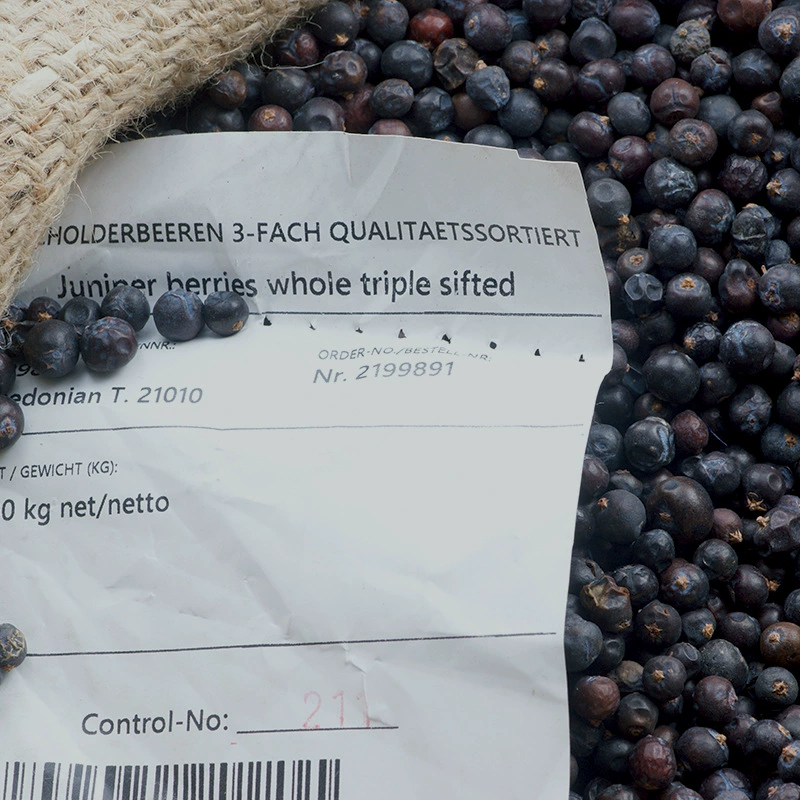 HOLDERBEEREN 3-FACH QUALITAETSSORTIERT
Juniper berries whole triple sifted
ORDER-NO./BESTELL-NR:
Nr. 2199891
edonian T. 21010
T / GEWICHT (KG):
0 kg net/netto
Control-No: 211